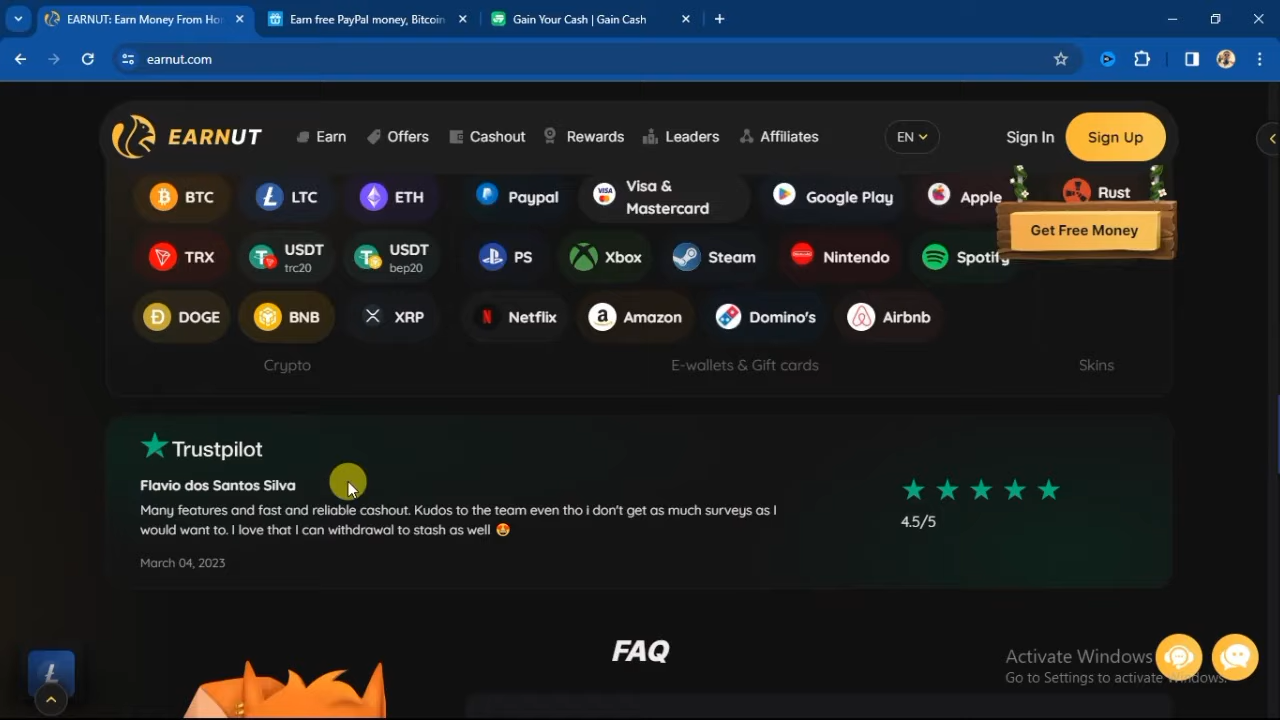 EARNUT: Earn Money From Ho
Earn free PayPal money, Bitcoin
Gain Your Cash | Gain Cash
earnut.com
EARNUT
Earn
Offers
Cashout
Rewards
Leaders
Affiliates
EN
Sign In
Sign Up
BTC
LTC
ETH
Paypal
VISA
Visa &
Mastercard
Google Play
Apple
Rust
Get Free Money
TRX
USDT
trc20
USDT
bep20
PS
Xbox
Steam
Nintendo
Spotify
DOGE
BNB
XRP
Netflix
Amazon
Domino's
Airbnb
Crypto
E-wallets & Gift cards
Skins
Trustpilot
Flavio dos Santos Silva
Many features and fast and reliable cashout. Kudos to the team even tho i don't get as much surveys as I
would want to. I love that I can withdrawal to stash as well
4.5/5
March 04, 2023
FAQ
Activate Windows
Go to Settings to activate Windows.